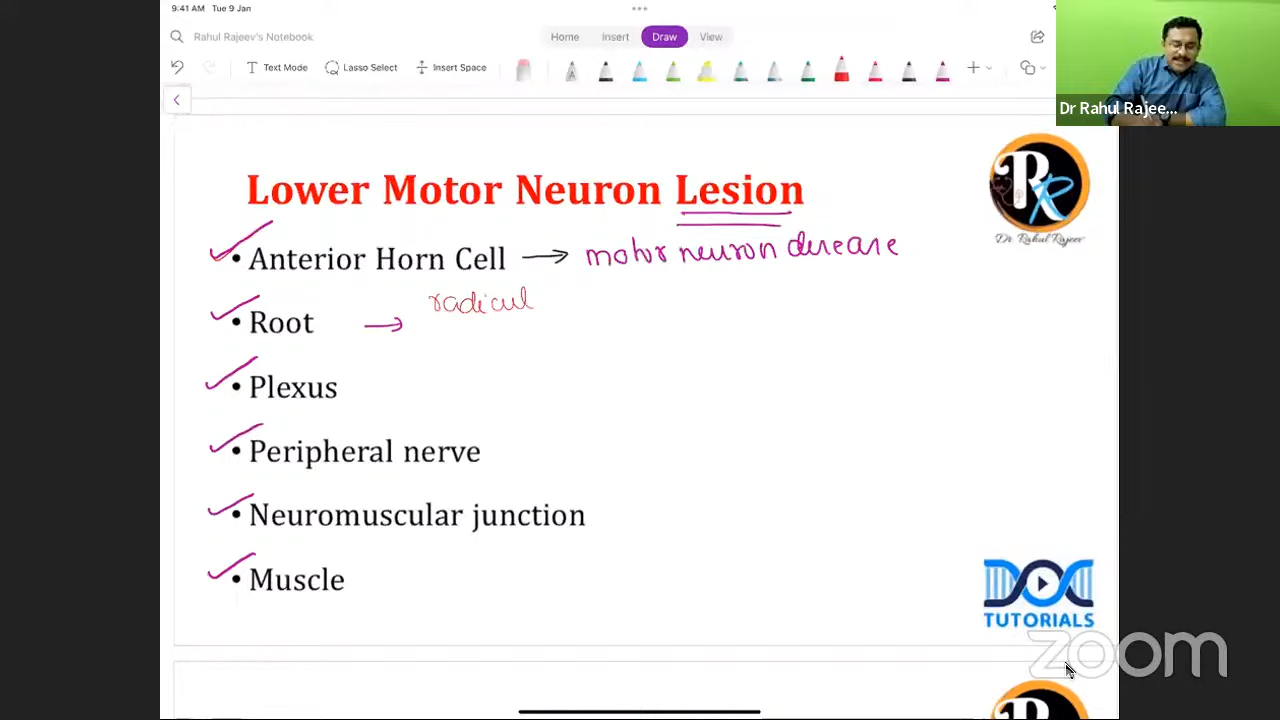 9:41 AM Tue 9 Jan
Rahul Rajeev's Notebook
Home Insert Draw View
Text Mode Lasso Select Insert Space
Dr Rahul Rajee...
Lower Motor Neuron Lesion
• Anterior Horn Cell → motor neuron disease
radicul
• Root →
• Plexus
• Peripheral nerve
• Neuromuscular junction
• Muscle
R R
Dr Rahul Rajeev
DOC
TUTORIALS
zoom